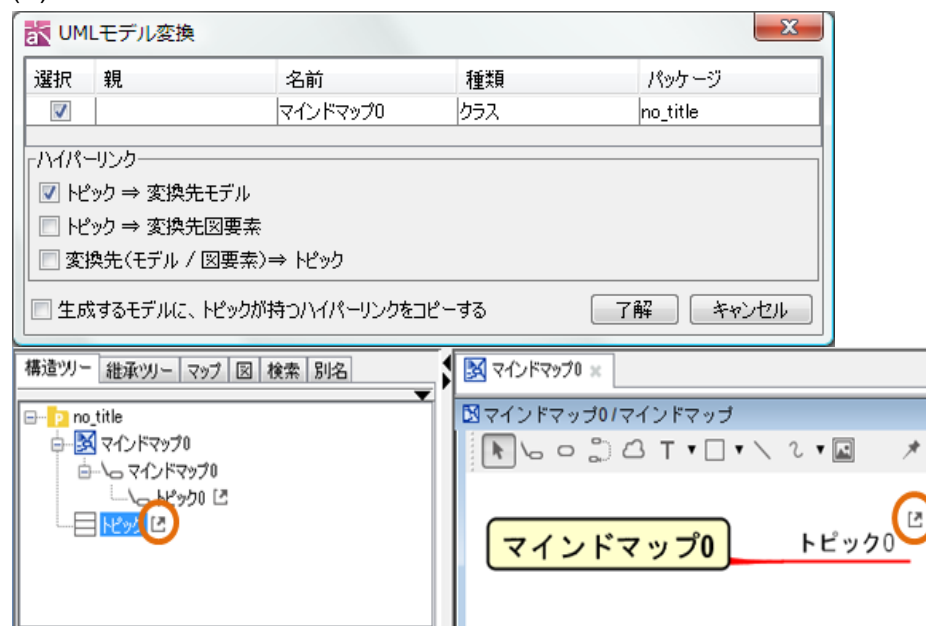 UMLモデル変換
選択 親 名前 種類 パッケージ
マインドマップ0 クラス no_title
ハイパーリンク
トピック ⇒ 変換先モデル
トピック ⇒ 変換先図要素
変換先(モデル / 図要素)⇒ トピック
生成するモデルに、トピックが持つハイパーリンクをコピーする 了解 キャンセル
構造ツリー 継承ツリー マップ 図 検索 別名
no_title
マインドマップ0
マインドマップ0
トピック0
トピック
マインドマップ0
マインドマップ0/マインドマップ
T
マインドマップ0 トピック0